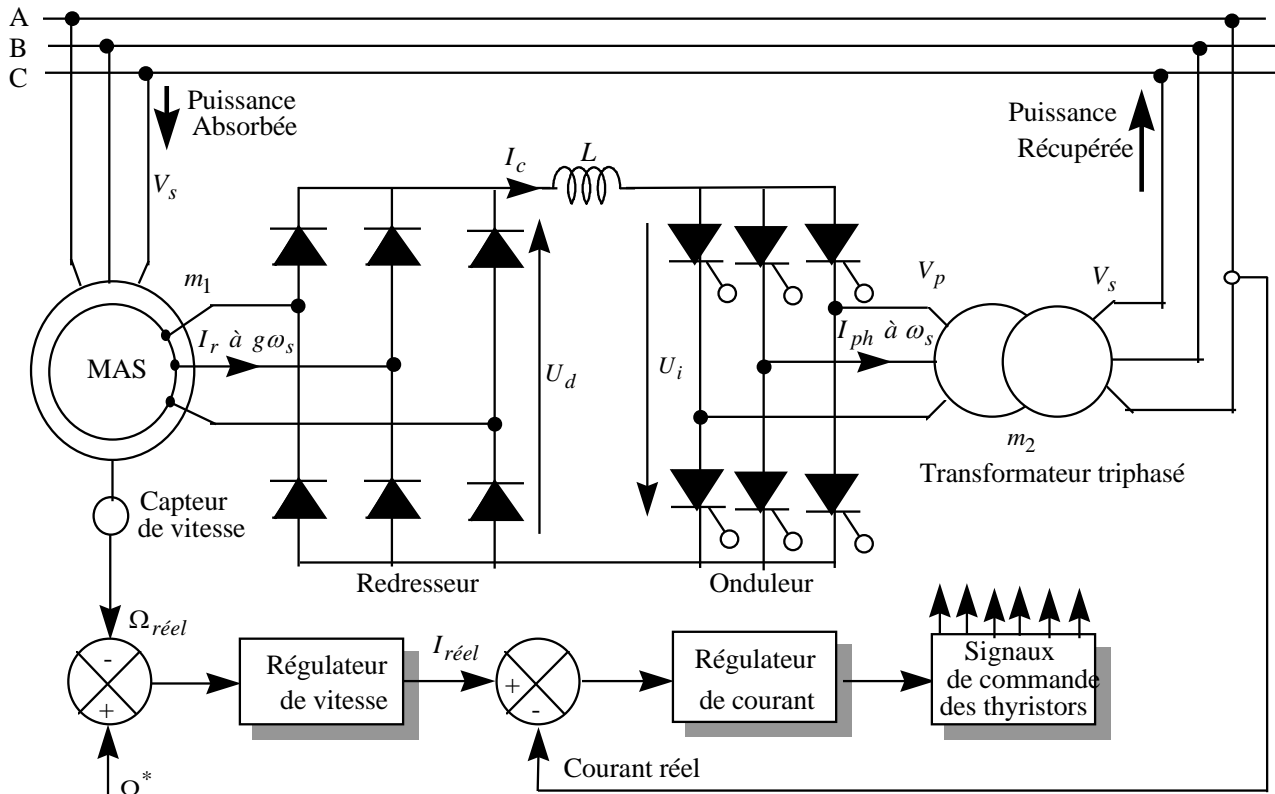 A
B
C
Puissance
Absorbée
Puissance
Récupérée
V_s
I_c
L
m_1
I_r à gω_s
MAS
U_d
U_i
V_p
V_s
I_ph à ω_s
m_2
Transformateur triphasé
Capteur
de vitesse
Redresseur
Onduleur
Ω_réel
-
+
Régulateur
de vitesse
I_réel
+
-
Régulateur
de courant
Signaux
de commande
des thyristors
Courant réel
Ω*